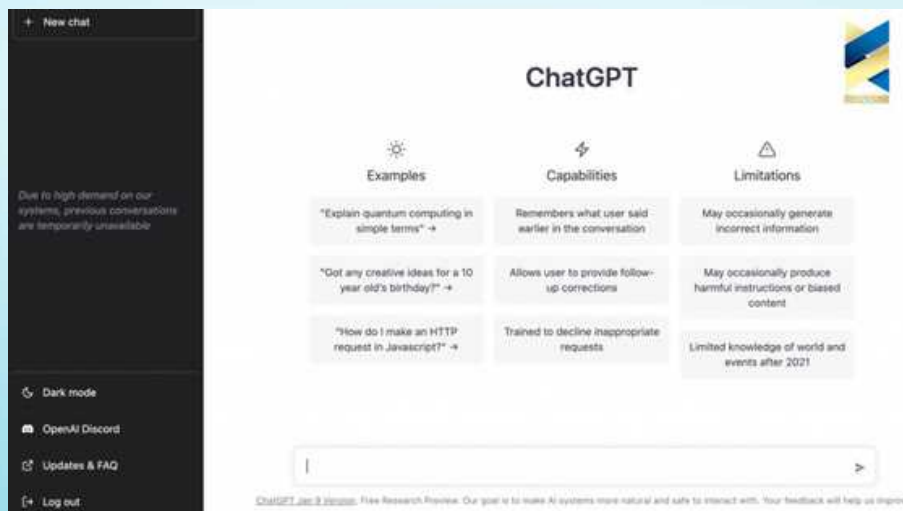 + New chat
Due to high demand on our
systems, previous conversations
are temporarily unavailable
Dark mode
OpenAI Discord
Updates & FAQ
Log out
ChatGPT
Examples
"Explain quantum computing in
simple terms" →
"Got any creative ideas for a 10
year old's birthday?" →
"How do I make an HTTP
request in Javascript?" →
Capabilities
Remembers what user said
earlier in the conversation
Allows user to provide follow-
up corrections
Trained to decline inappropriate
requests
Limitations
May occasionally generate
incorrect information
May occasionally produce
harmful instructions or biased
content
Limited knowledge of world and
events after 2021
ChatGPT Jan 9 Version. Free Research Preview. Our goal is to make AI systems more natural and safe to interact with. Your feedback will help us improv